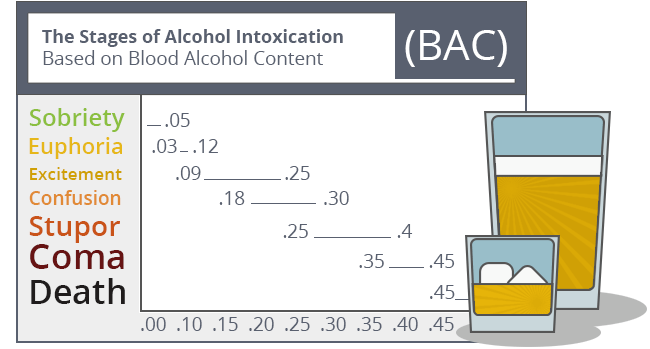 The Stages of Alcohol Intoxication
Based on Blood Alcohol Content
(BAC)
Sobriety
.05
Euphoria
.03 .12
Excitement
.09 .25
Confusion
.18 .30
Stupor
.25 .4
Coma
.35 .45
Death
.45
.00 .10 .15 .20 .25 .30 .35 .40 .45